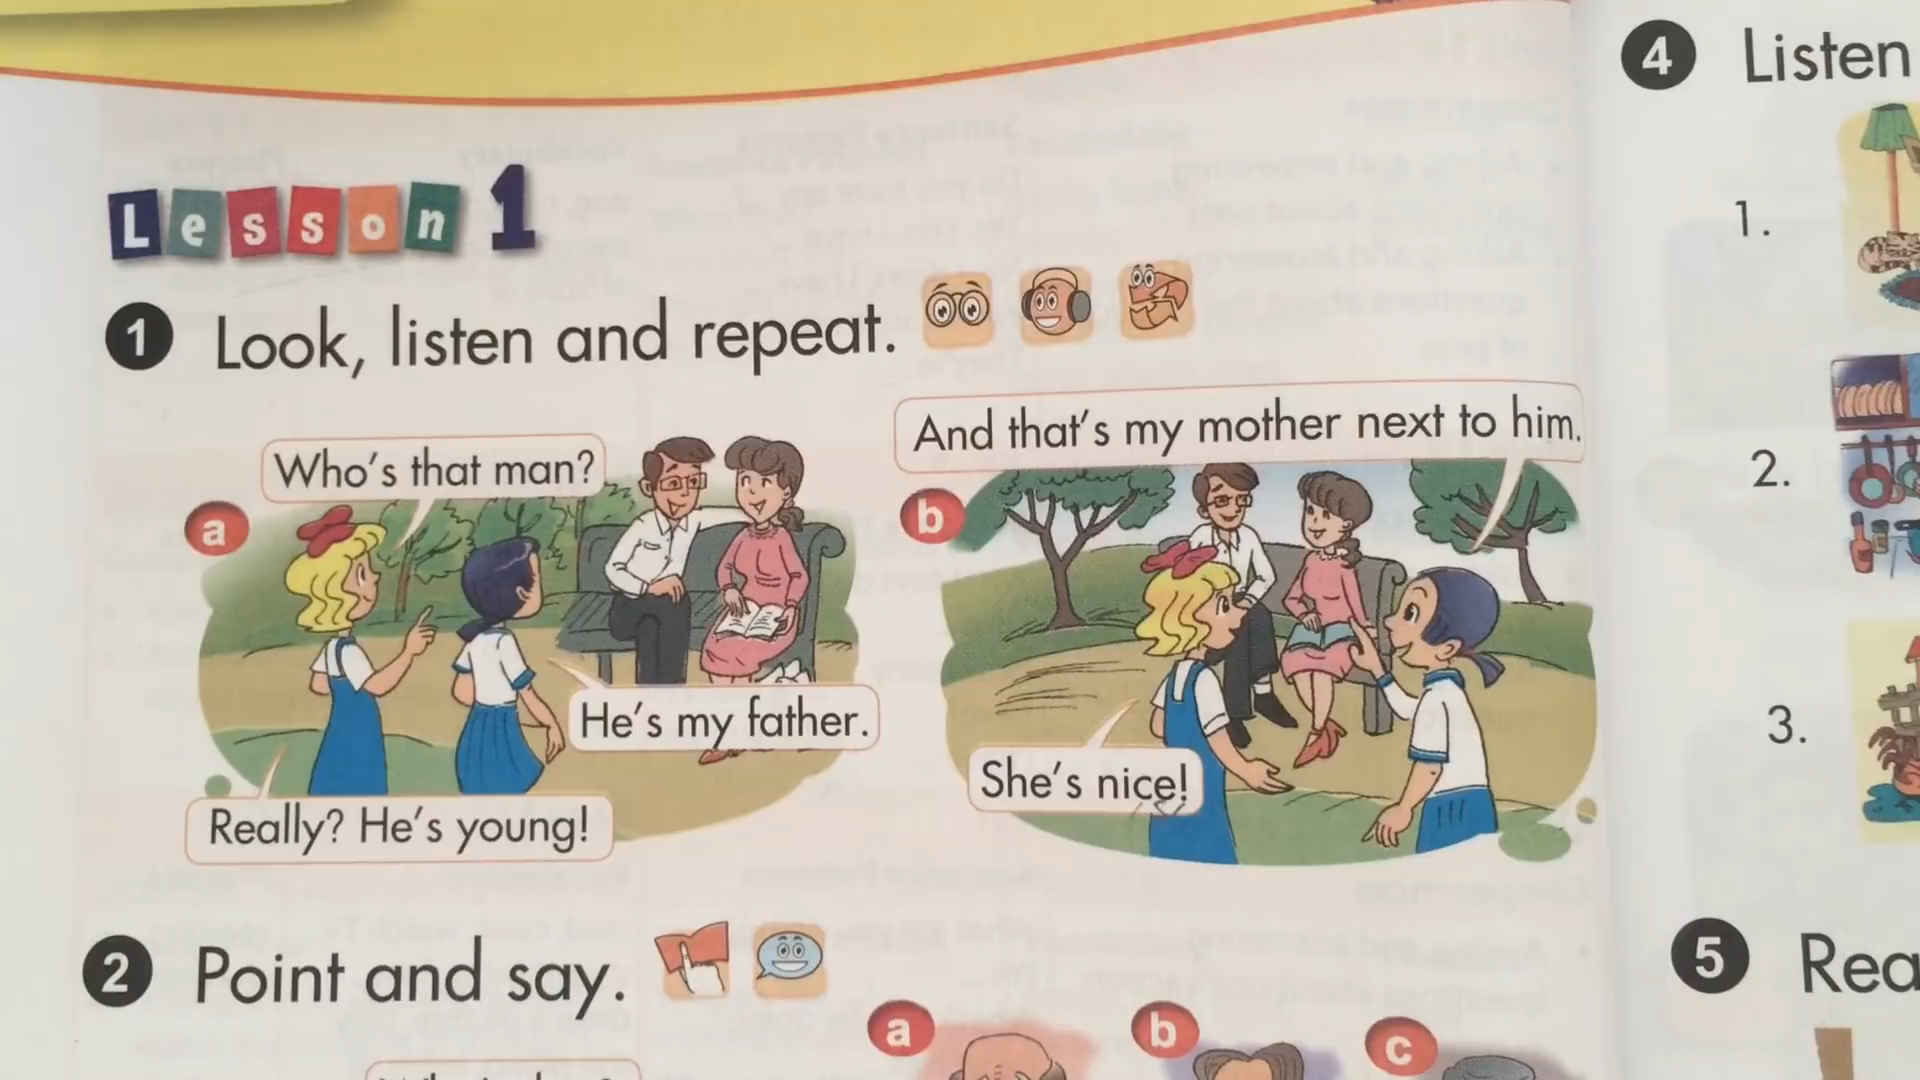 Lesson 1
1 Look, listen and repeat.
a
Who's that man?
He's my father.
Really? He's young!
b
And that's my mother next to him.
She's nice!
2 Point and say.
a
b
c
4 Listen
1.
2.
3.
5